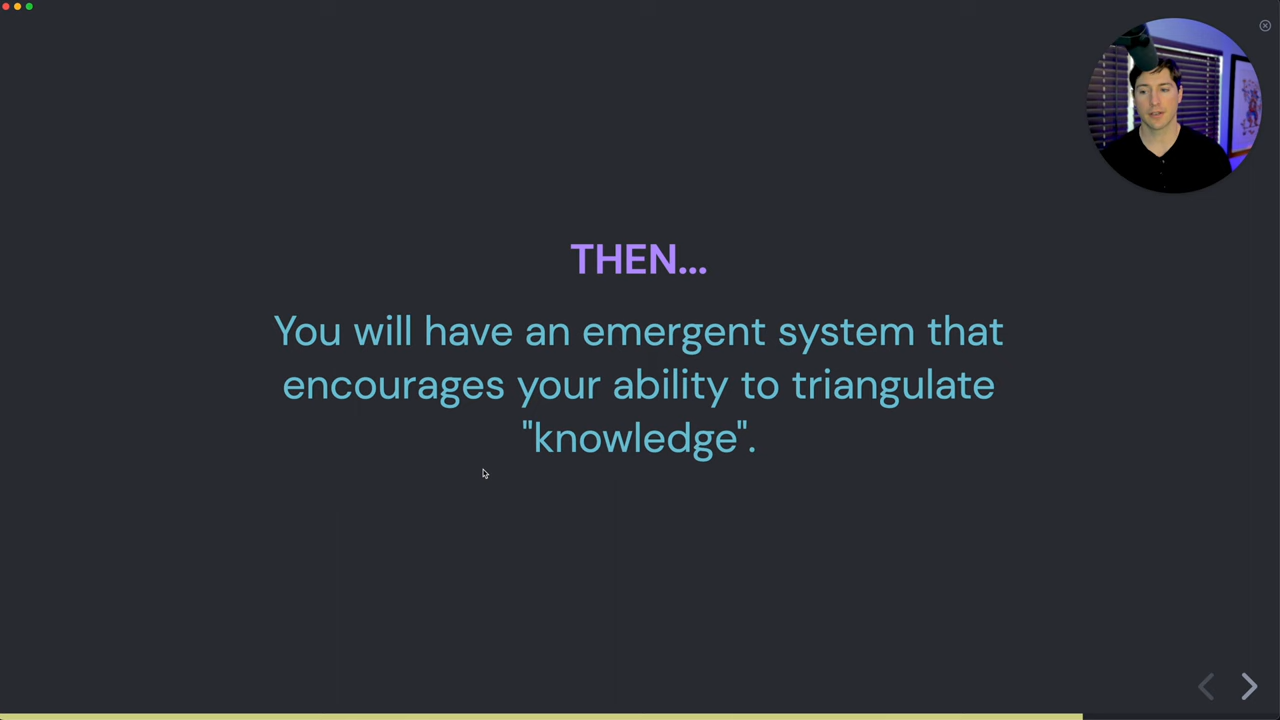 THEN...
You will have an emergent system that
encourages your ability to triangulate
"knowledge".